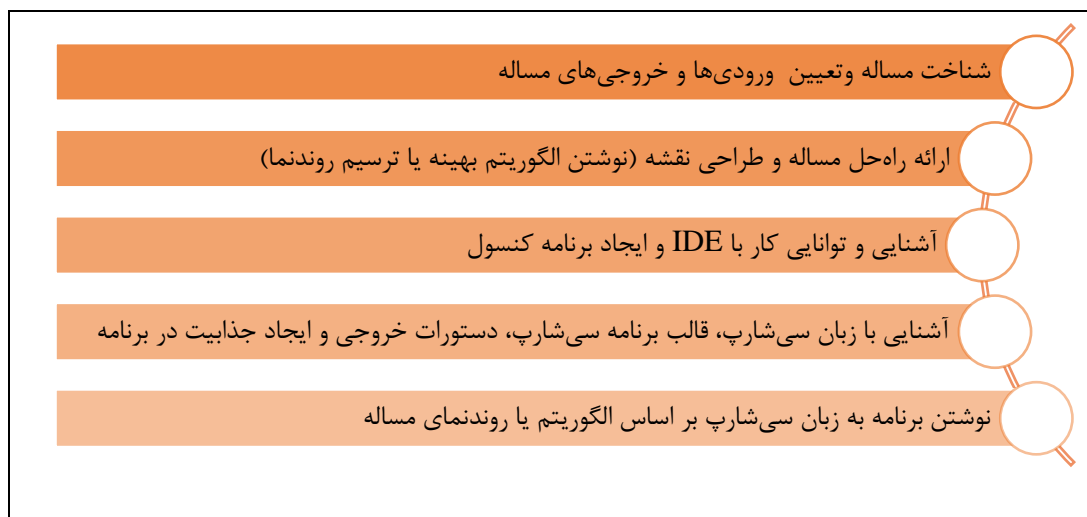 شناخت مساله وتعیین ورودی‌ها و خروجی‌های مساله
ارائه راه‌حل مساله و طراحی نقشه (نوشتن الگوریتم بهینه یا ترسیم روندنما)
آشنایی و توانایی کار با IDE و ایجاد برنامه کنسول
آشنایی با زبان سی‌شارپ، قالب برنامه سی‌شارپ، دستورات خروجی و ایجاد جذابیت در برنامه
نوشتن برنامه به زبان سی‌شارپ بر اساس الگوریتم یا روندنمای مساله